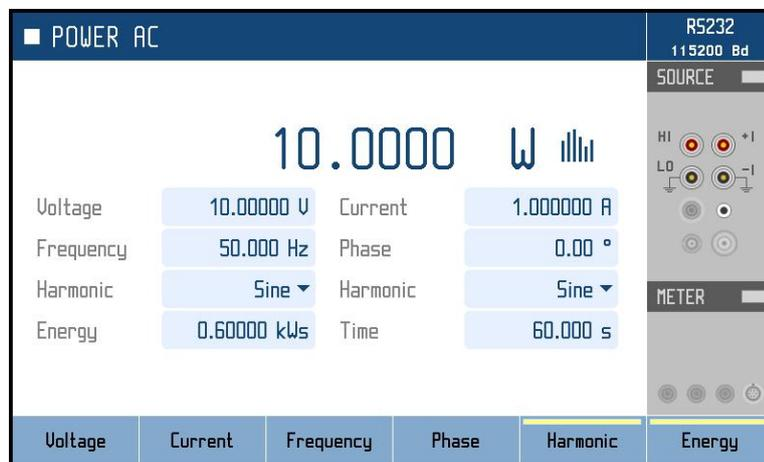 POWER AC
RS232
115200 Bd
SOURCE
10.0000 W
HI +I
LO -I
Voltage 10.00000 V Current 1.000000 A
Frequency 50.000 Hz Phase 0.00 °
Harmonic Sine Harmonic Sine
METER
Energy 0.60000 kWs Time 60.000 s
Voltage Current Frequency Phase Harmonic Energy